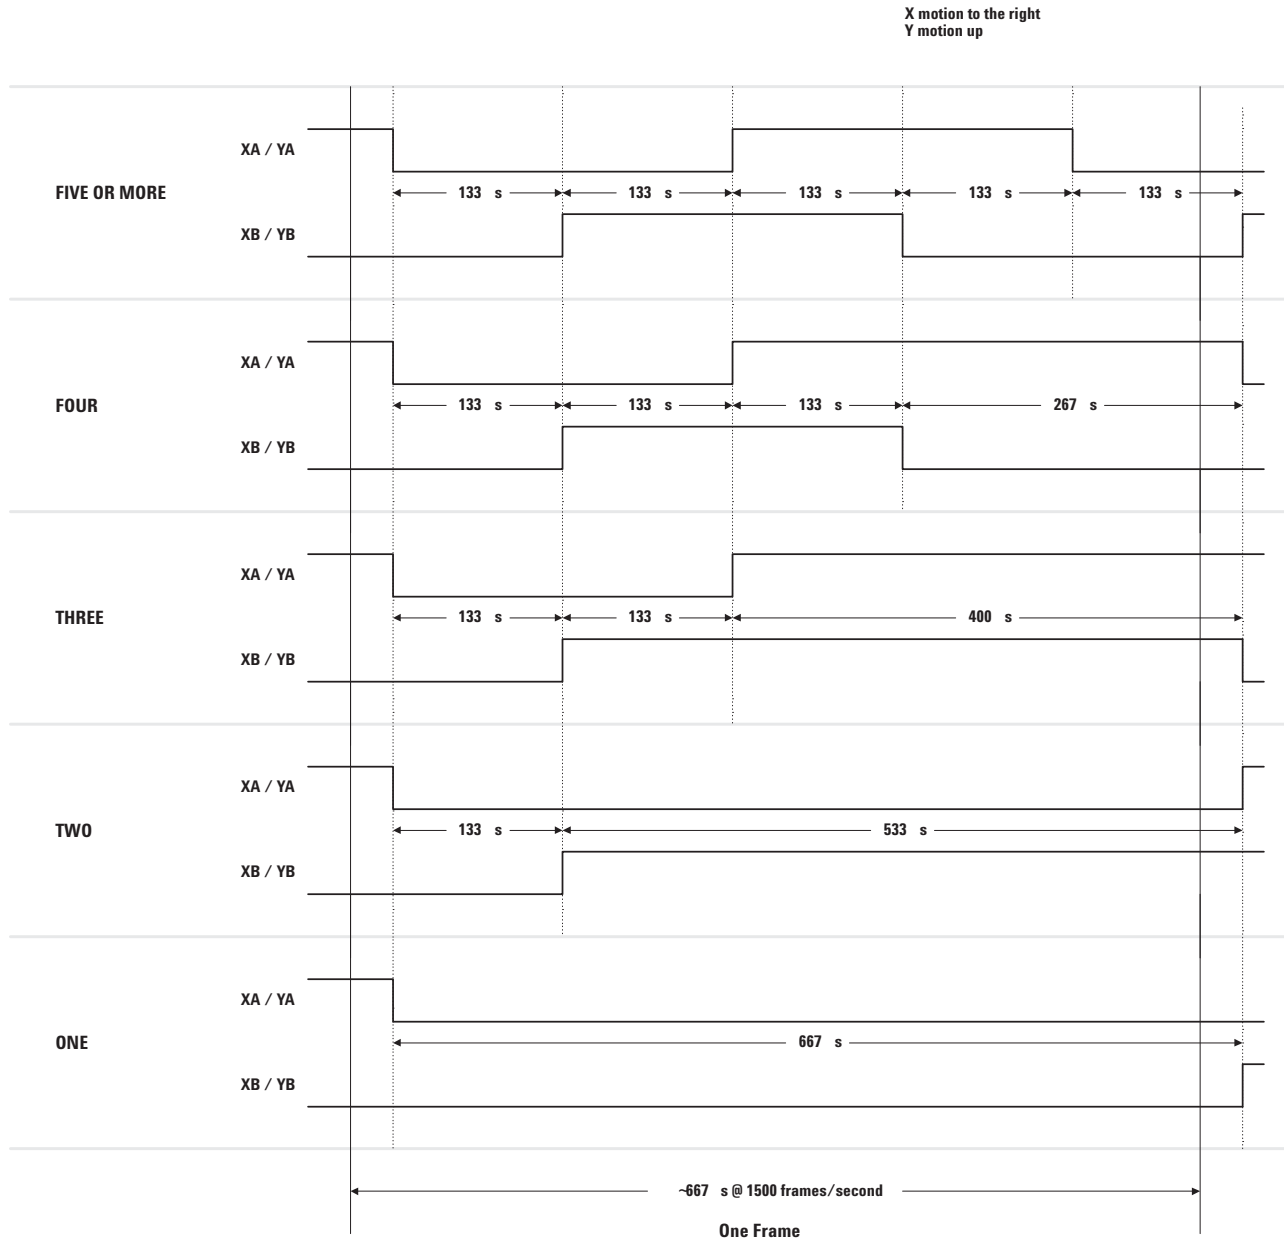 X motion to the right
Y motion up
XA / YA
FIVE OR MORE
133 s 133 s 133 s 133 s 133 s
XB / YB
XA / YA
FOUR
133 s 133 s 133 s 267 s
XB / YB
XA / YA
THREE
133 s 133 s 400 s
XB / YB
XA / YA
TWO
133 s 533 s
XB / YB
XA / YA
ONE
667 s
XB / YB
~667 s @ 1500 frames/second
One Frame